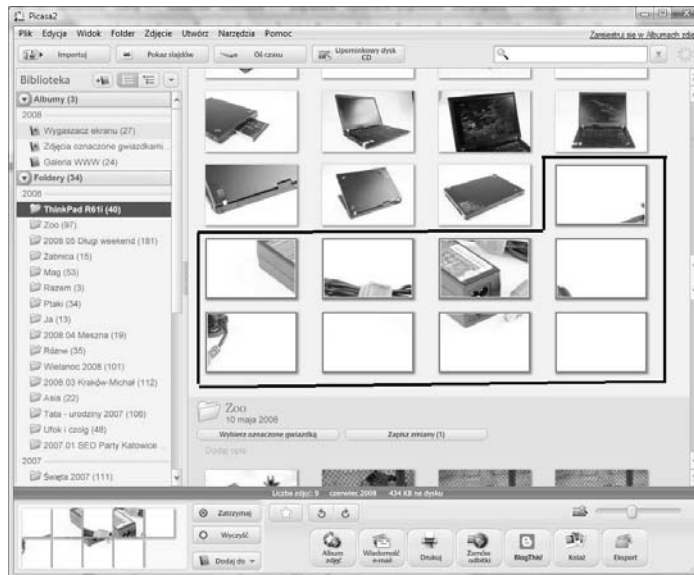 Picasa2
Plik Edycja Widok Folder Zdjęcie Utwórz Narzędzia Pomoc
Zarejestruj się w Albumach zdję
Importuj Pokaz slajdów Oś czasu Upominkowy dysk CD
Biblioteka
Albumy (3)
2008
Wygaszacz ekranu (27)
Zdjęcia oznaczone gwiazdkami...
Galeria WWW (24)
Foldery (34)
2008
ThinkPad R61i (40)
Zoo (97)
2008.05 Długi weekend (181)
Żabnica (15)
Mag (53)
Razem (3)
Ptaki (34)
Ja (13)
2008.04 Meszna (19)
Różne (35)
Wielanoc 2008 (101)
2008.03 Kraków-Michał (112)
Asia (22)
Tata - urodziny 2007 (106)
Ufok i czołg (48)
2007.01 SEO Party Katowice ...
2007
Święta 2007 (111)
Zoo
10 maja 2008
Wybierz oznaczone gwiazdką Zapisz zmiany (1)
Dodaj opis
Liczba zdjęć: 9 czerwiec 2008 434 KB na dysku
Zatrzymaj
Wyczyść
Dodaj do
Album zdjęć
Wiadomość e-mail
Drukuj
Zamów odbitki
BlogThis!
Kolaż
Eksport